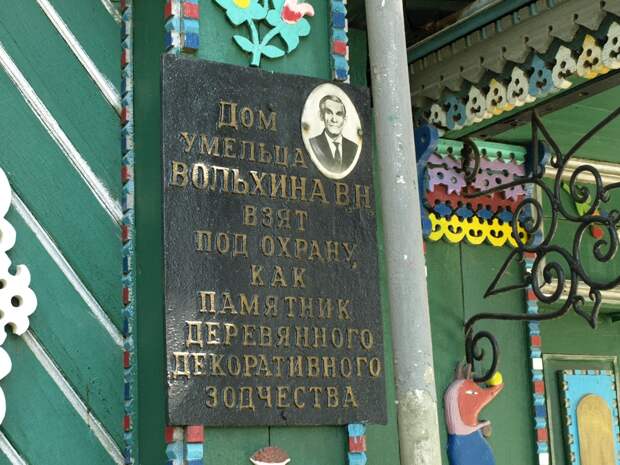 ДОМ
УМЕЛЬЦА
ВОЛЬХИНА В.Н.
ВЗЯТ
ПОД ОХРАНУ,
КАК
ПАМЯТНИК
ДЕРЕВЯННОГО
ДЕКОРАТИВНОГО
ЗОДЧЕСТВА